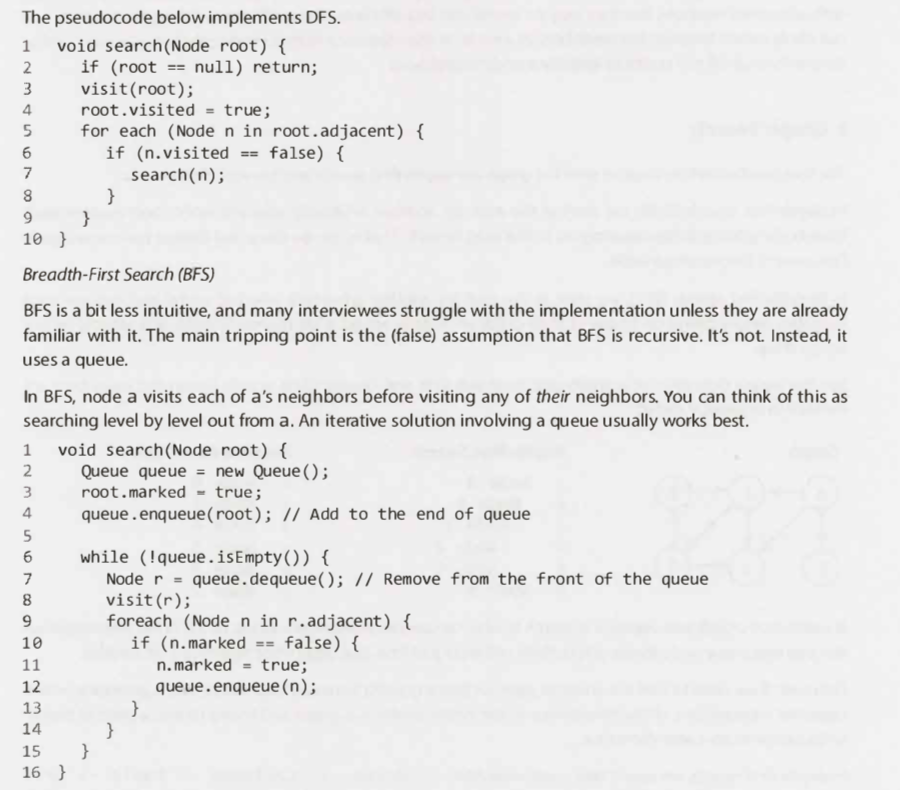 The pseudocode below implements DFS.
1 void search(Node root) {
2 if (root == null) return;
3 visit(root);
4 root.visited = true;
5 for each (Node n in root.adjacent) {
6 if (n.visited == false) {
7 search(n);
8 }
9 }
10 }
Breadth-First Search (BFS)
BFS is a bit less intuitive, and many interviewees struggle with the implementation unless they are already
familiar with it. The main tripping point is the (false) assumption that BFS is recursive. It's not. Instead, it
uses a queue.
In BFS, node a visits each of a's neighbors before visiting any of their neighbors. You can think of this as
searching level by level out from a. An iterative solution involving a queue usually works best.
1 void search(Node root) {
2 Queue queue = new Queue();
3 root.marked = true;
4 queue.enqueue(root); // Add to the end of queue
5
6 while (!queue.isEmpty()) {
7 Node r = queue.dequeue(); // Remove from the front of the queue
8 visit(r);
9 foreach (Node n in r.adjacent) {
10 if (n.marked == false) {
11 n.marked = true;
12 queue.enqueue(n);
13 }
14 }
15 }
16 }